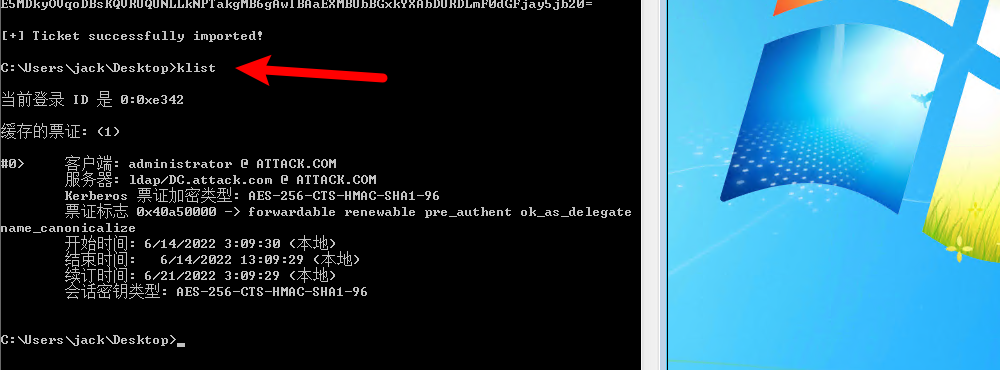 [+] Ticket successfully imported!
C:\Users\jack\Desktop>klist
当前登录 ID 是 0:0xe342
缓存的票证: (1)
#0> 客户端: administrator @ ATTACK.COM
服务器: ldap/DC.attack.com @ ATTACK.COM
Kerberos 票证加密类型: AES-256-CTS-HMAC-SHA1-96
票证标志 0x40a50000 -> forwardable renewable pre_authent ok_as_delegate
name_canonicalize
开始时间: 6/14/2022 3:09:30 (本地)
结束时间: 6/14/2022 13:09:29 (本地)
续订时间: 6/21/2022 3:09:29 (本地)
会话密钥类型: AES-256-CTS-HMAC-SHA1-96
C:\Users\jack\Desktop>_